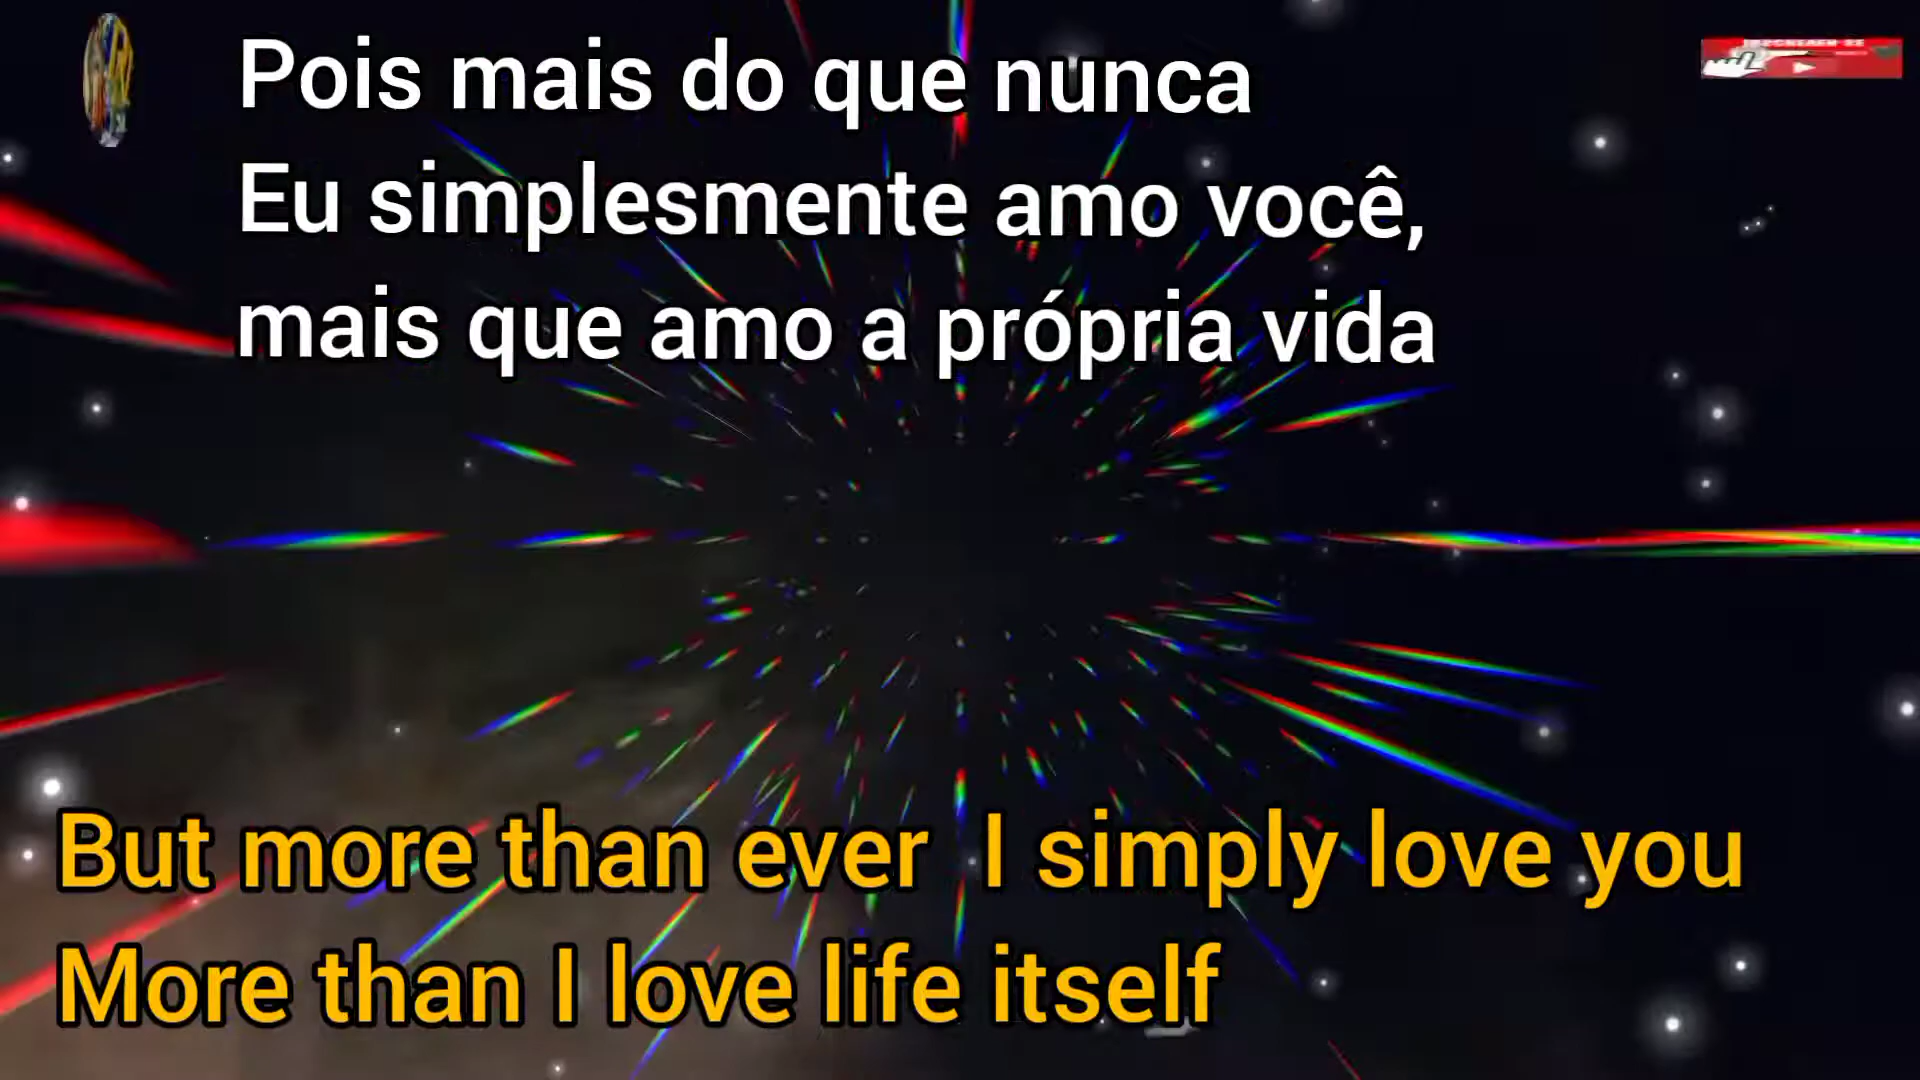 Pois mais do que nunca
Eu simplesmente amo você,
mais que amo a própria vida
But more than ever I simply love you
More than I love life itself